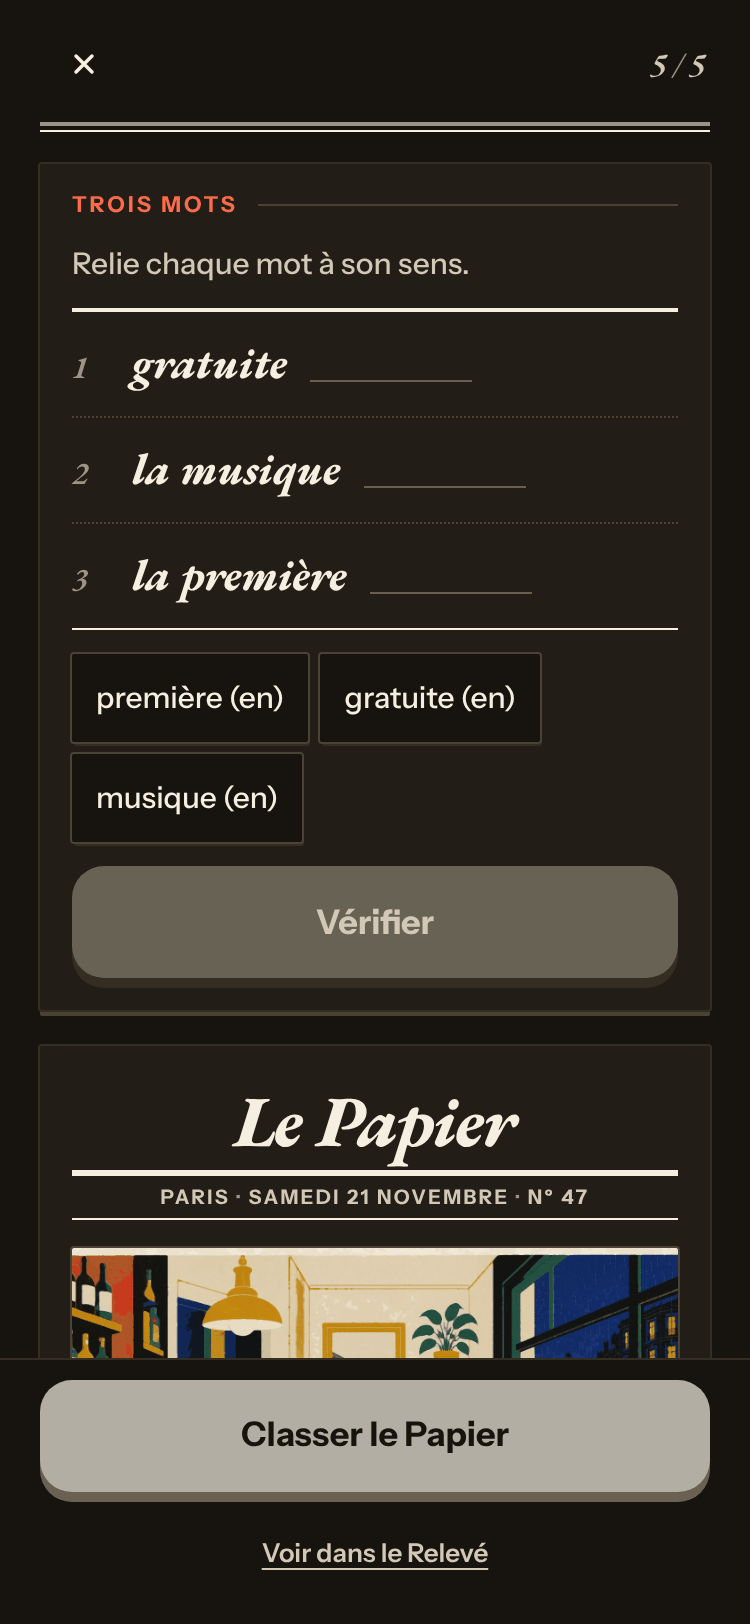 5 / 5
TROIS MOTS
Relie chaque mot à son sens.
1 gratuite
2 la musique
3 la première
première (en) gratuite (en)
musique (en)
Vérifier
Le Papier
PARIS · SAMEDI 21 NOVEMBRE · N° 47
Classer le Papier
Voir dans le Relevé